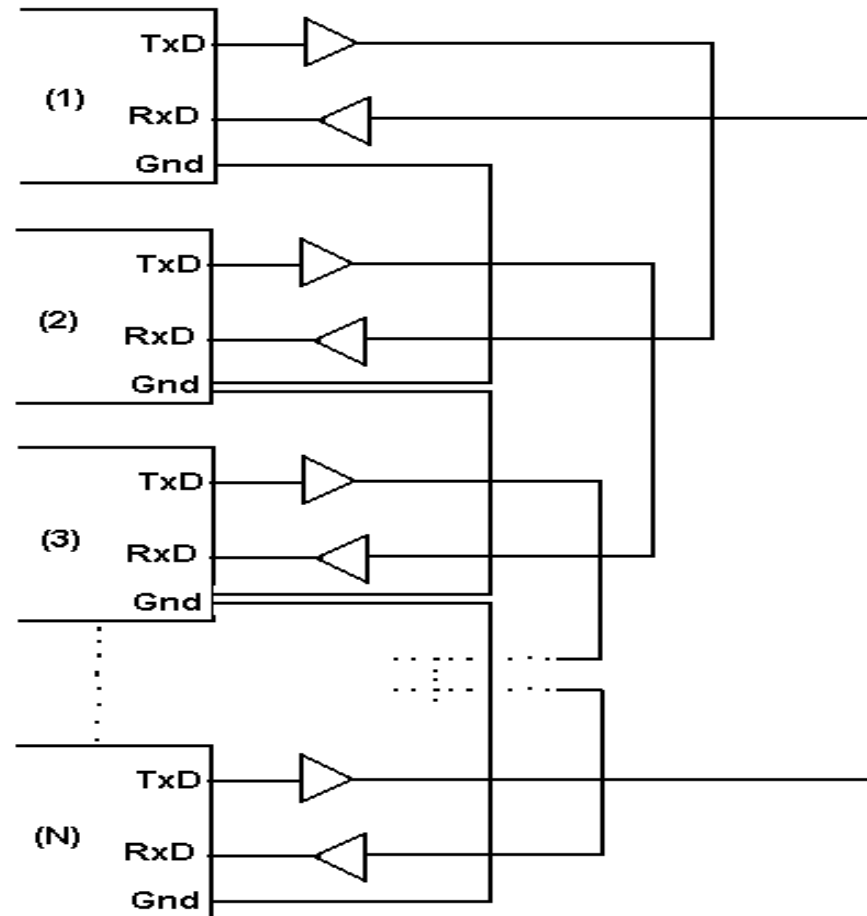 TxD
(1)
RxD
Gnd
TxD
(2)
RxD
Gnd
TxD
(3)
RxD
Gnd
TxD
(N)
RxD
Gnd